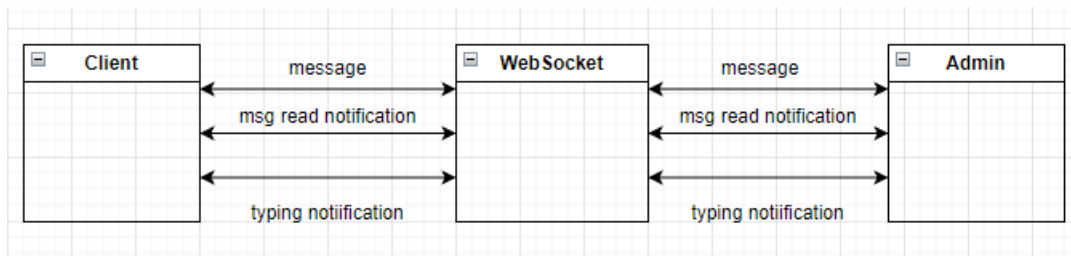 Client
WebSocket
Admin
message
message
msg read notification
msg read notification
typing notiification
typing notiification